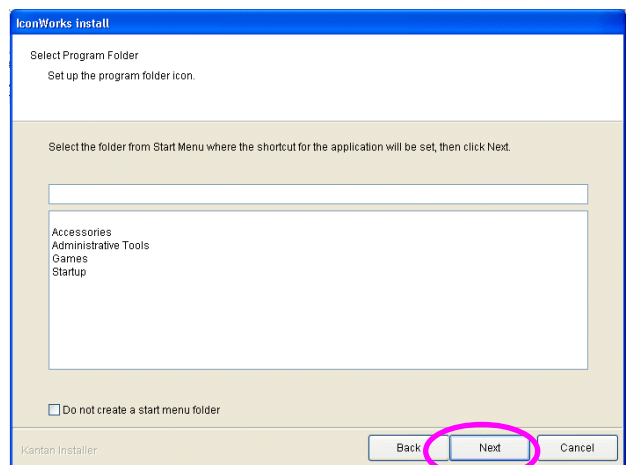 IconWorks install
Select Program Folder
Set up the program folder icon.
Select the folder from Start Menu where the shortcut for the application will be set, then click Next.
Accessories
Administrative Tools
Games
Startup
Do not create a start menu folder
Kantan Installer
Back
Next
Cancel